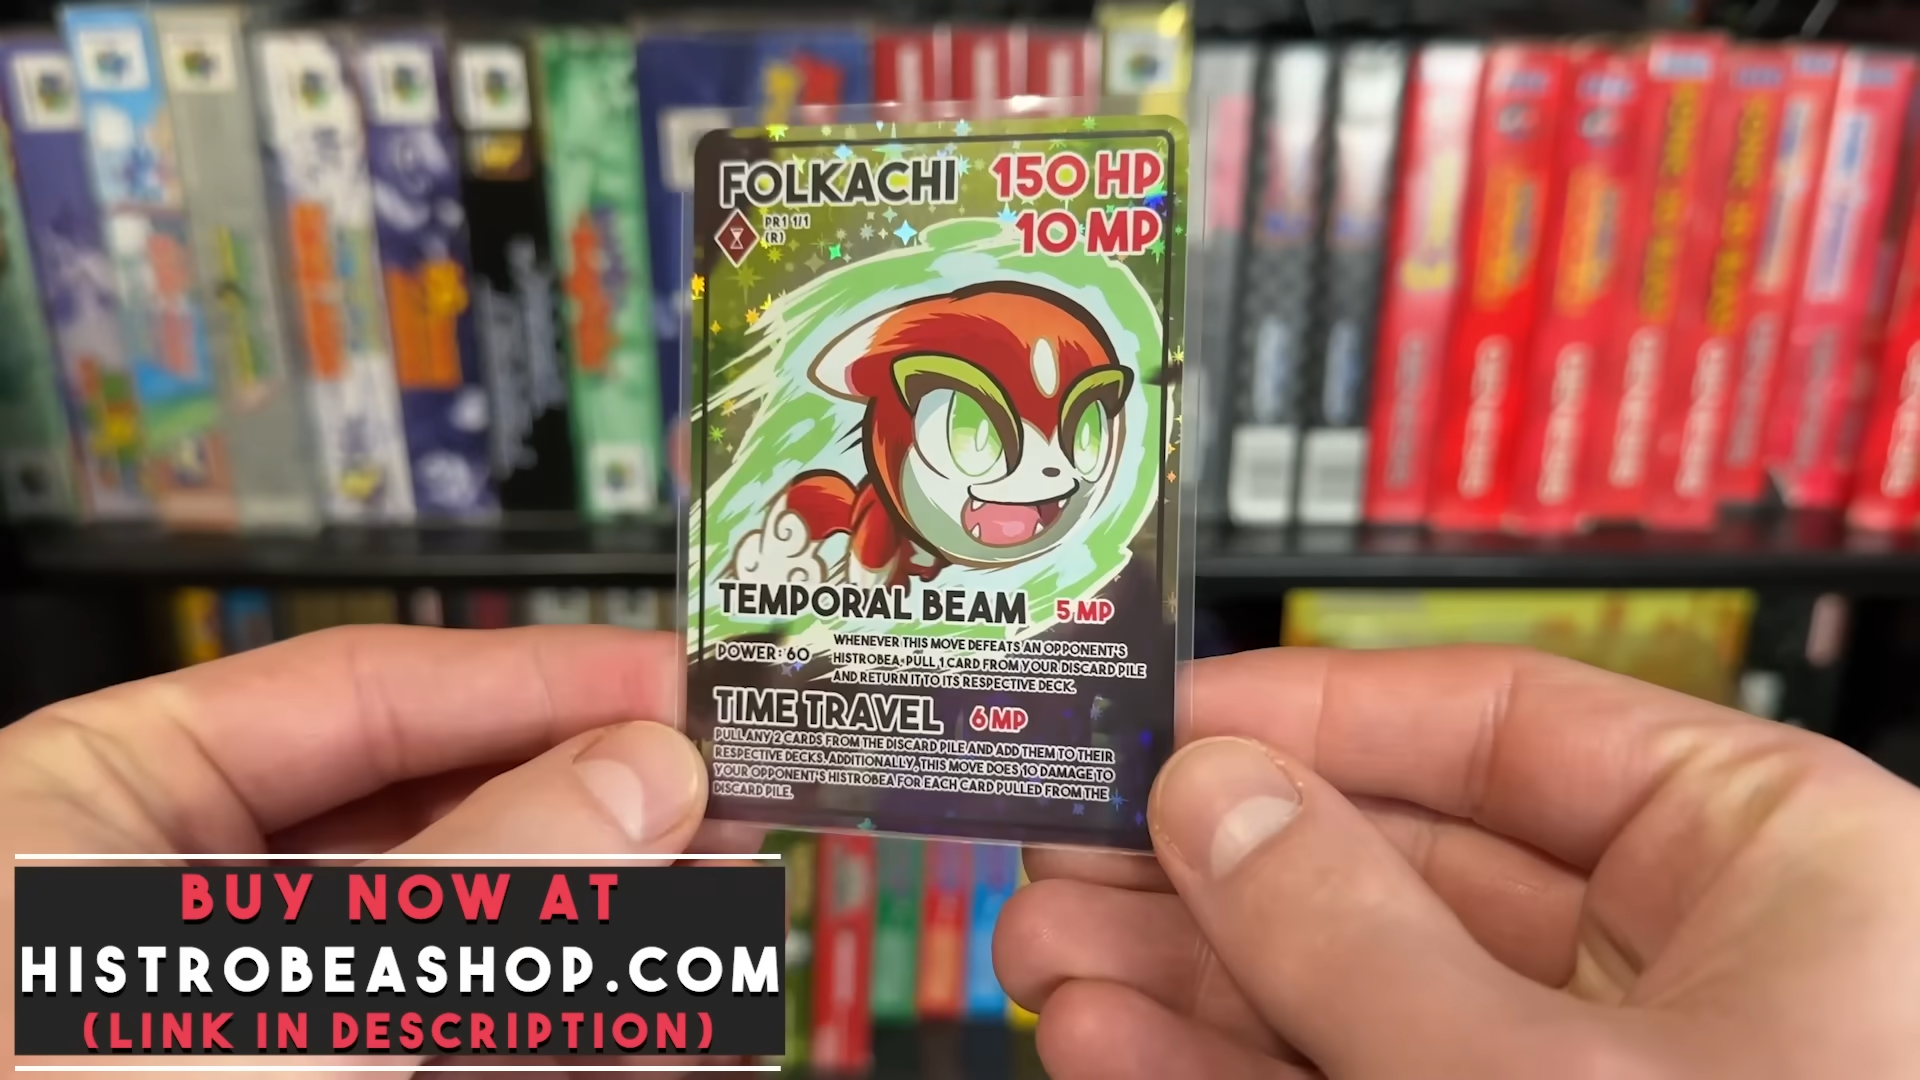 FOLKACHI 150 HP
PR1 1/1
(R)
10 MP
TEMPORAL BEAM 5 MP
POWER: 60
WHENEVER THIS MOVE DEFEATS AN OPPONENT'S
HISTROBEA, PULL 1 CARD FROM YOUR DISCARD PILE
AND RETURN IT TO ITS RESPECTIVE DECK.
TIME TRAVEL 6 MP
PULL ANY 2 CARDS FROM THE DISCARD PILE AND ADD THEM TO THEIR
RESPECTIVE DECKS. ADDITIONALLY, THIS MOVE DOES 10 DAMAGE TO
YOUR OPPONENT'S HISTROBEA FOR EACH CARD PULLED FROM THE
DISCARD PILE.
BUY NOW AT
HISTROBEASHOP.COM
(LINK IN DESCRIPTION)
GENESIS
GENESIS
GENESIS
GENESIS